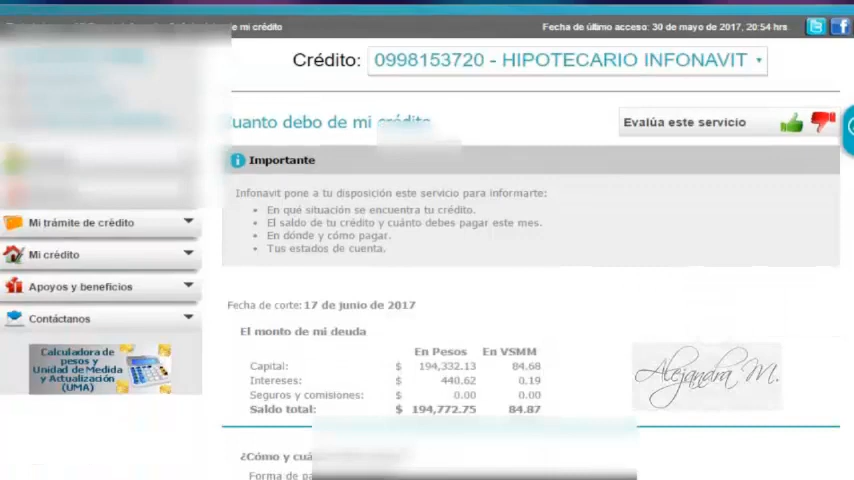 de mi crédito
Fecha de último acceso: 30 de mayo de 2017, 20:54 hrs
Crédito: 0998153720 - HIPOTECARIO INFONAVIT
uanto debo de mi crédito
Evalúa este servicio
Importante
Infonavit pone a tu disposición este servicio para informarte:
En qué situación se encuentra tu crédito.
El saldo de tu crédito y cuánto debes pagar este mes.
En dónde y cómo pagar.
Tus estados de cuenta.
Mi trámite de crédito
Mi crédito
Apoyos y beneficios
Contáctanos
Calculadora de
pesos y
Unidad de Medida
y Actualización
(UMA)
Fecha de corte: 17 de junio de 2017
El monto de mi deuda
En Pesos En VSMM
Capital: $ 194,332.13 84.68
Intereses: $ 440.62 0.19
Seguros y comisiones: $ 0.00 0.00
Saldo total: $ 194,772.75 84.87
Alejandra M.
¿Cómo y cuá
Forma de pa